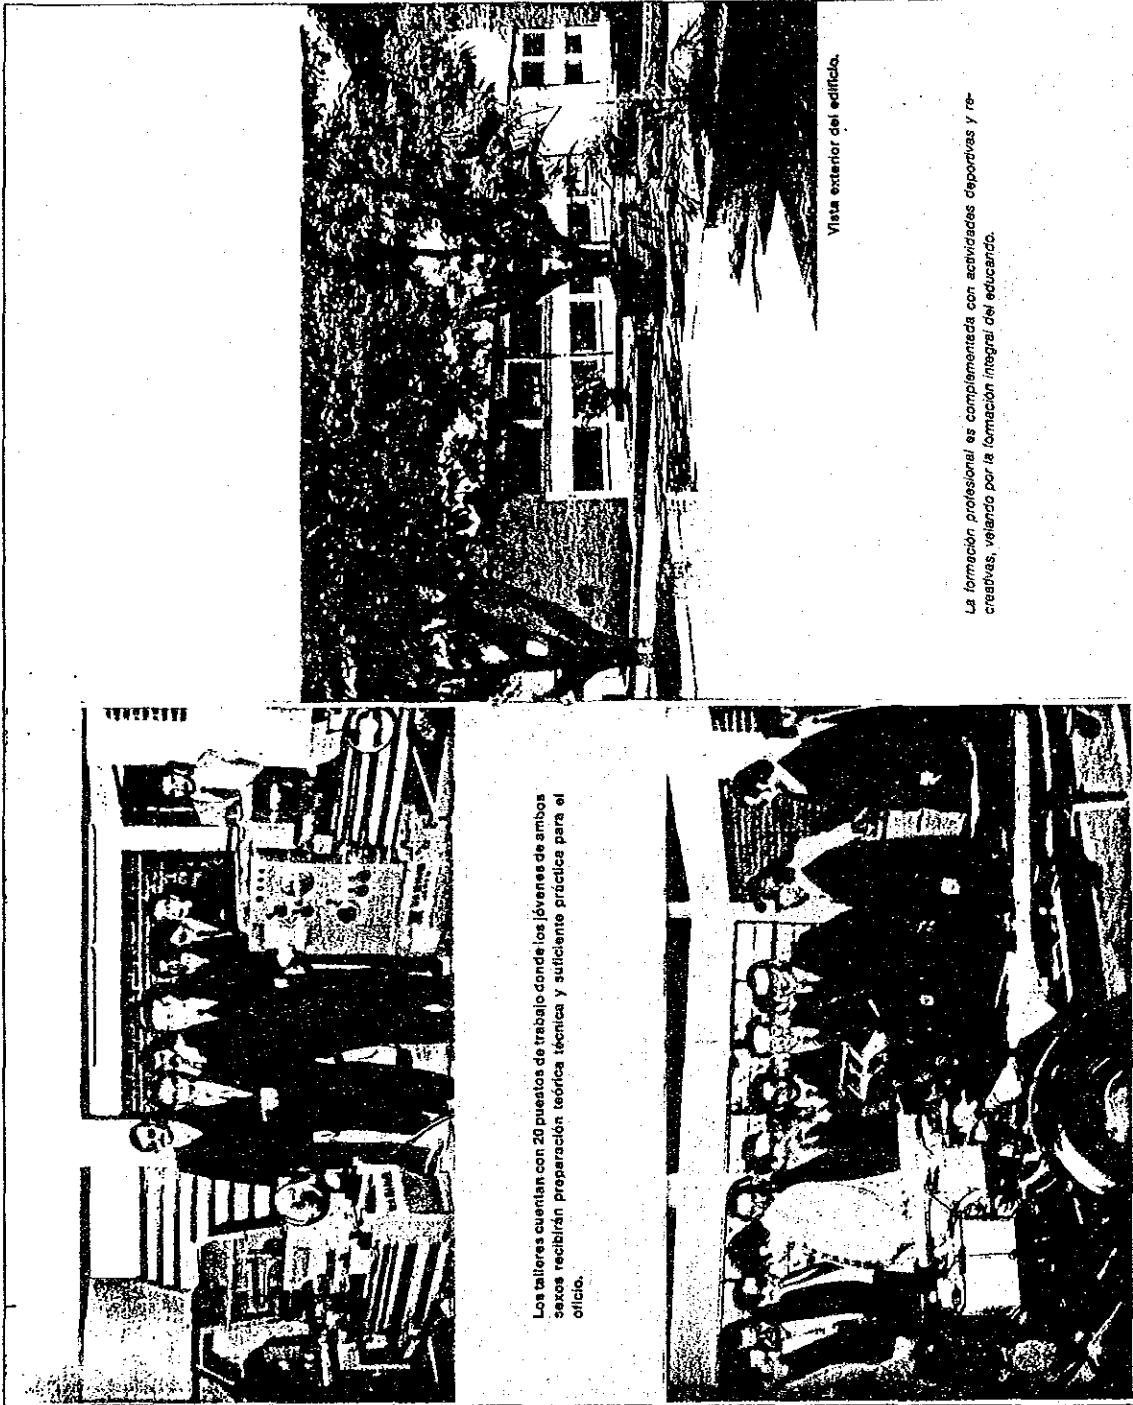 Los talleres cuentan con 20 puestos de trabajo donde los jóvenes de ambos
sexos recibirán preparación teórica técnica y suficiente práctica para el
oficio.
Vista exterior del edificio.
La formación profesional es complementada con actividades deportivas y re-
creativas, velando por la formación integral del educando.